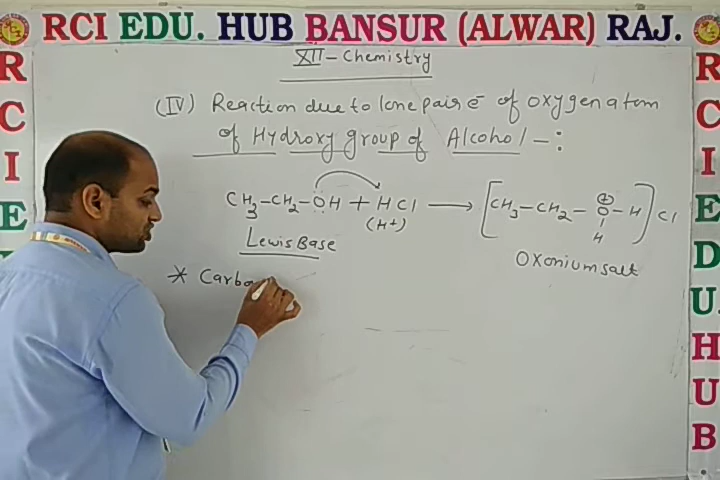 RCI EDU. HUB BANSUR (ALWAR) RAJ.
XII - Chemistry
(IV) Reaction due to lone pair e⁻ of oxygen atom
of Hydroxy group of Alcohol -:
CH₃-CH₂-ÖH + HCl ⟶ [CH₃-CH₂-O⊕-H] Cl
(H+)
H
Lewis Base
Oxonium salt
* Carbo
R
C
I
E
R
C
I
E
D
U.
H
U
B